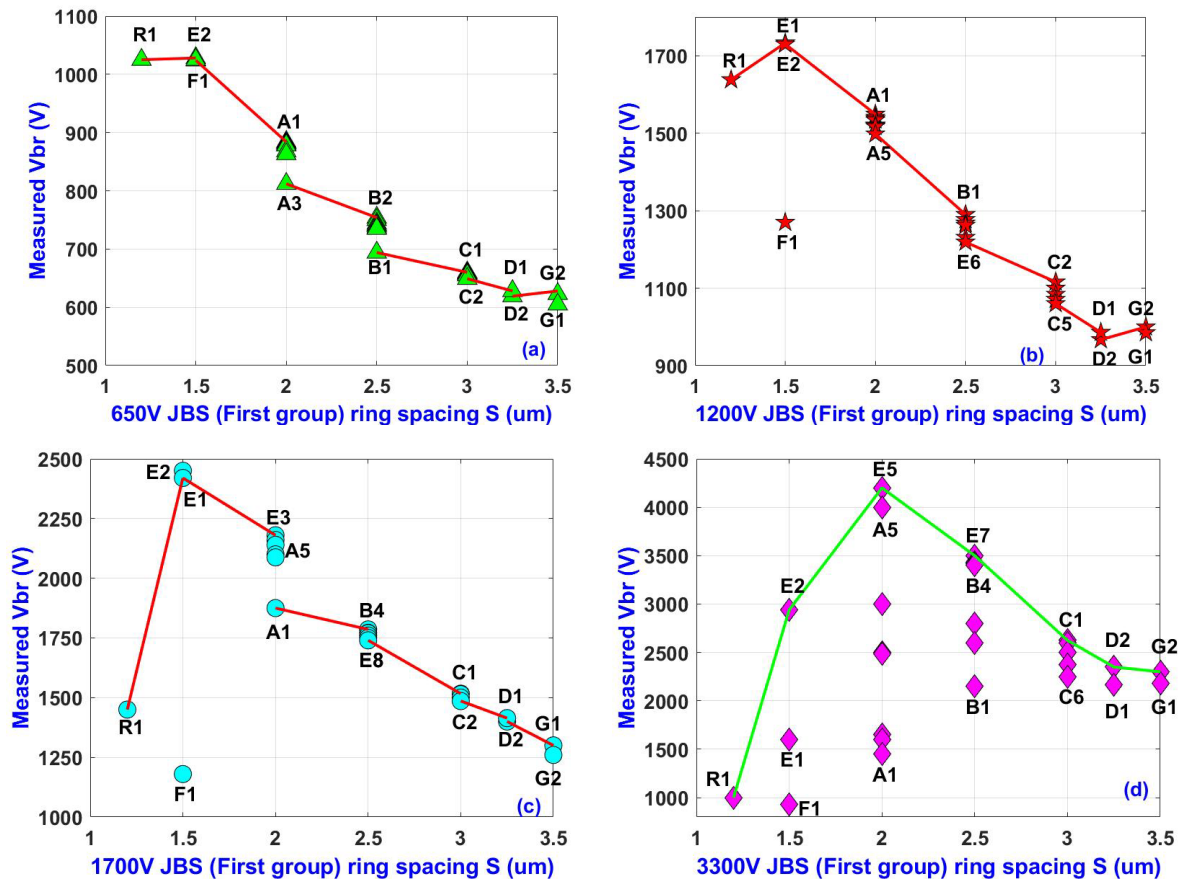 1100
1000
900
800
700
600
500
Measured Vbr (V)
R1
E2
F1
A1
A3
B2
B1
C1
C2
D1
D2
G2
G1
(a)
1
1.5
2
2.5
3
3.5
650V JBS (First group) ring spacing S (um)
1700
1500
1300
1100
900
Measured Vbr (V)
R1
E1
E2
F1
A1
A5
B1
E6
C2
C5
D1
D2
G2
G1
(b)
1
1.5
2
2.5
3
3.5
1200V JBS (First group) ring spacing S (um)
2500
2250
2000
1750
1500
1250
1000
Measured Vbr (V)
R1
E2
E1
F1
E3
A5
A1
B4
E8
C1
C2
D1
D2
G1
G2
(c)
1
1.5
2
2.5
3
3.5
1700V JBS (First group) ring spacing S (um)
4500
4000
3500
3000
2500
2000
1500
1000
Measured Vbr (V)
R1
E2
E1
F1
E5
A5
A1
E7
B4
B1
C1
C6
D2
D1
G2
G1
(d)
1
1.5
2
2.5
3
3.5
3300V JBS (First group) ring spacing S (um)